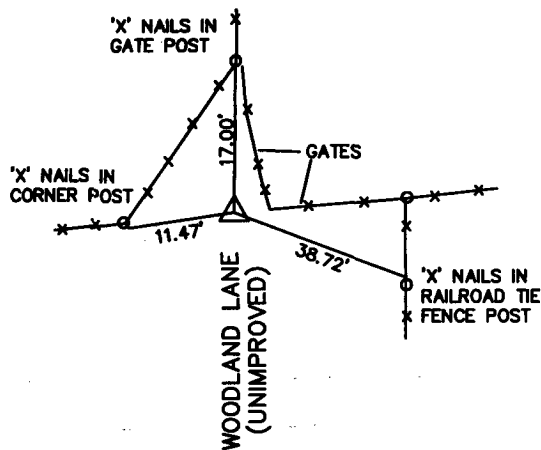 'X' NAILS IN
GATE POST
17.00'
GATES
'X' NAILS IN
CORNER POST
11.47'
38.72'
'X' NAILS IN
RAILROAD TIE
FENCE POST
WOODLAND LANE
(UNIMPROVED)